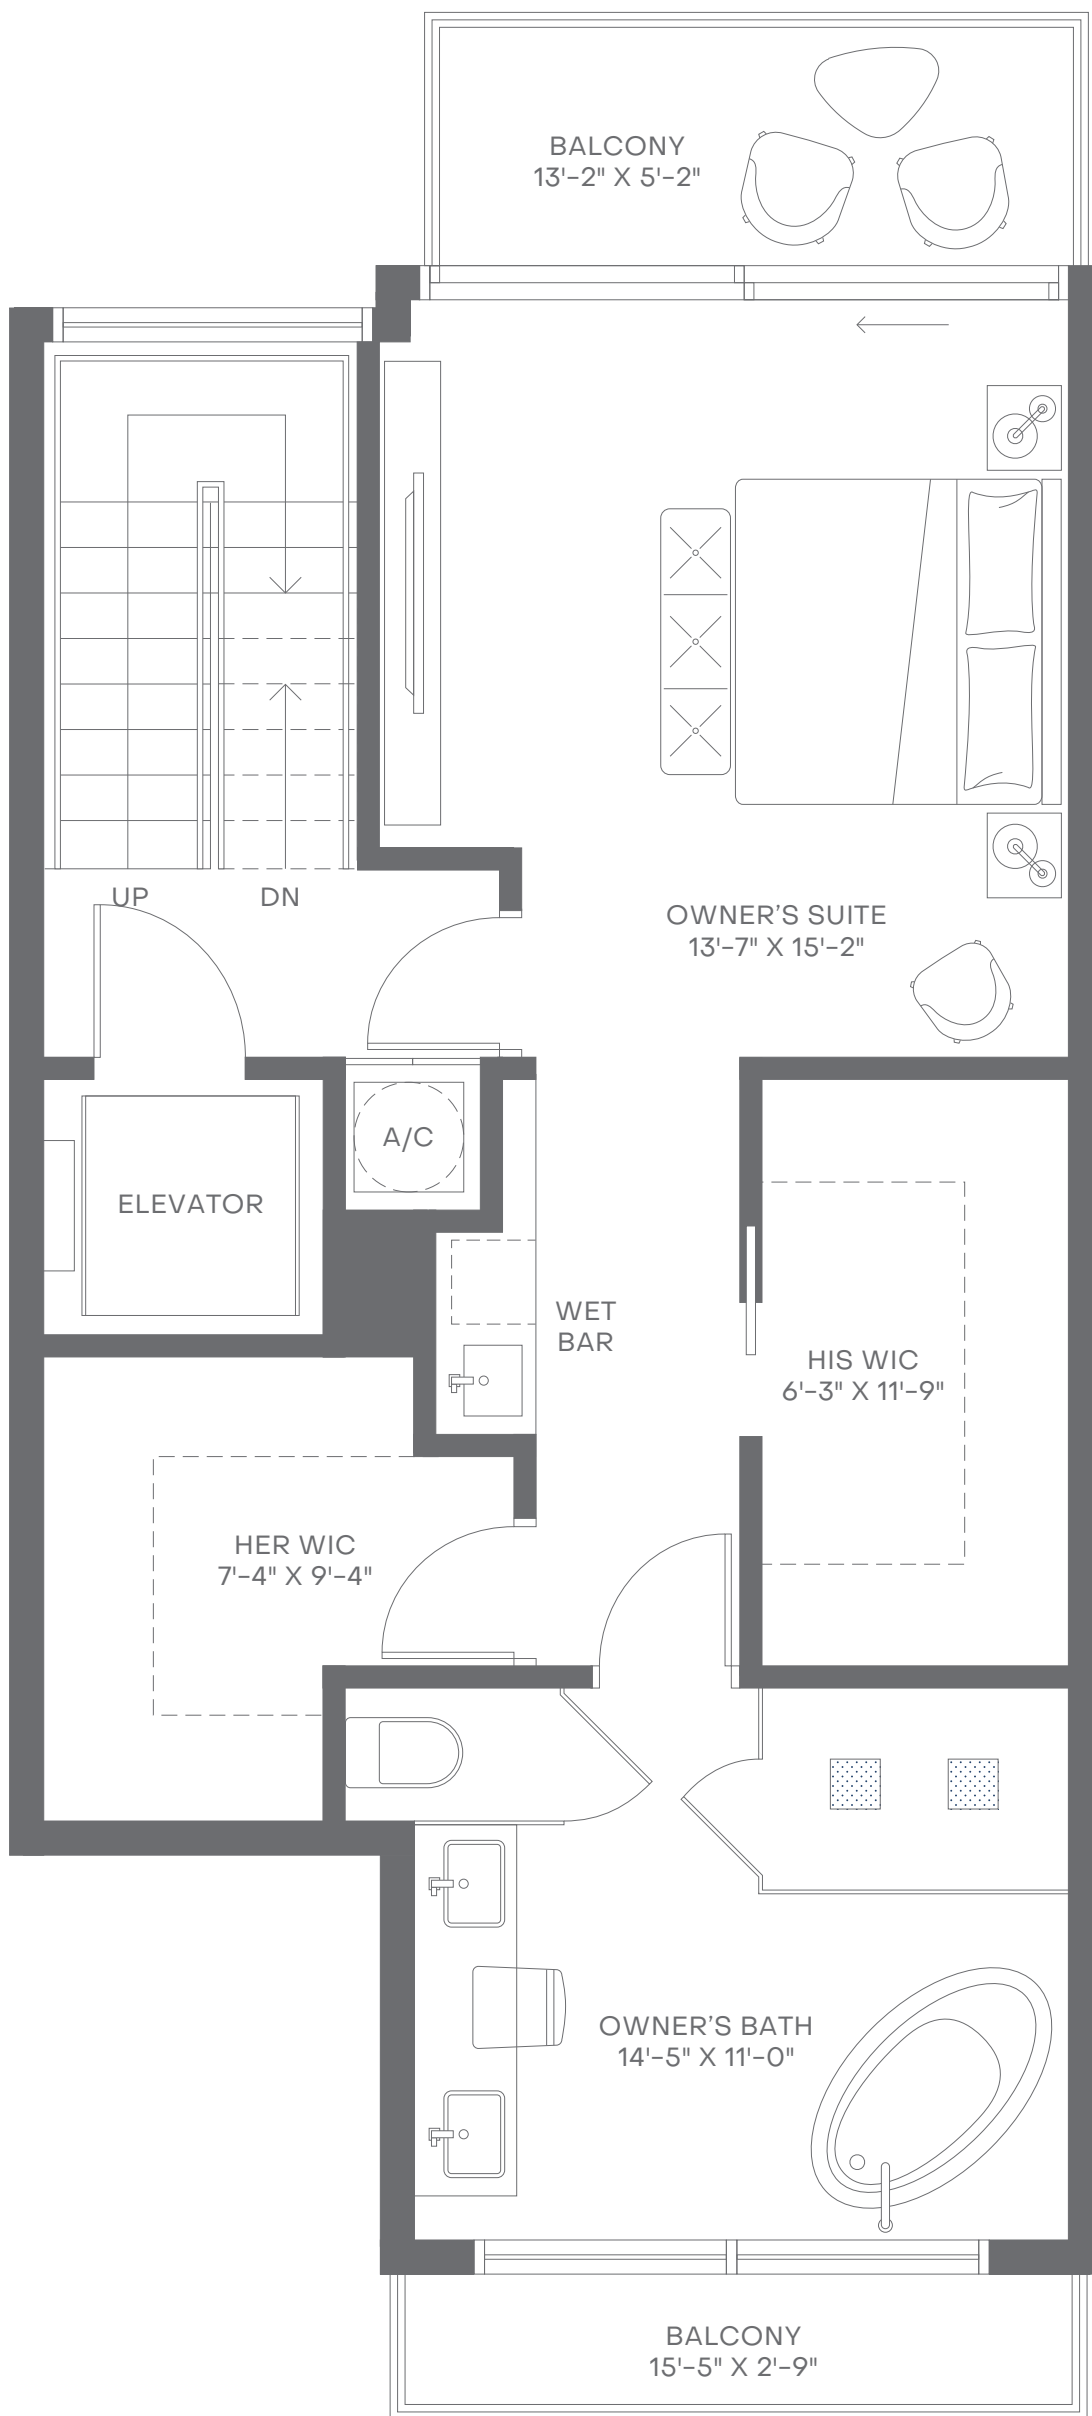 BALCONY
13'-2" X 5'-2"
UP
DN
OWNER'S SUITE
13'-7" X 15'-2"
A/C
ELEVATOR
WET
BAR
HIS WIC
6'-3" X 11'-9"
HER WIC
7'-4" X 9'-4"
OWNER'S BATH
14'-5" X 11'-0"
BALCONY
15'-5" X 2'-9"